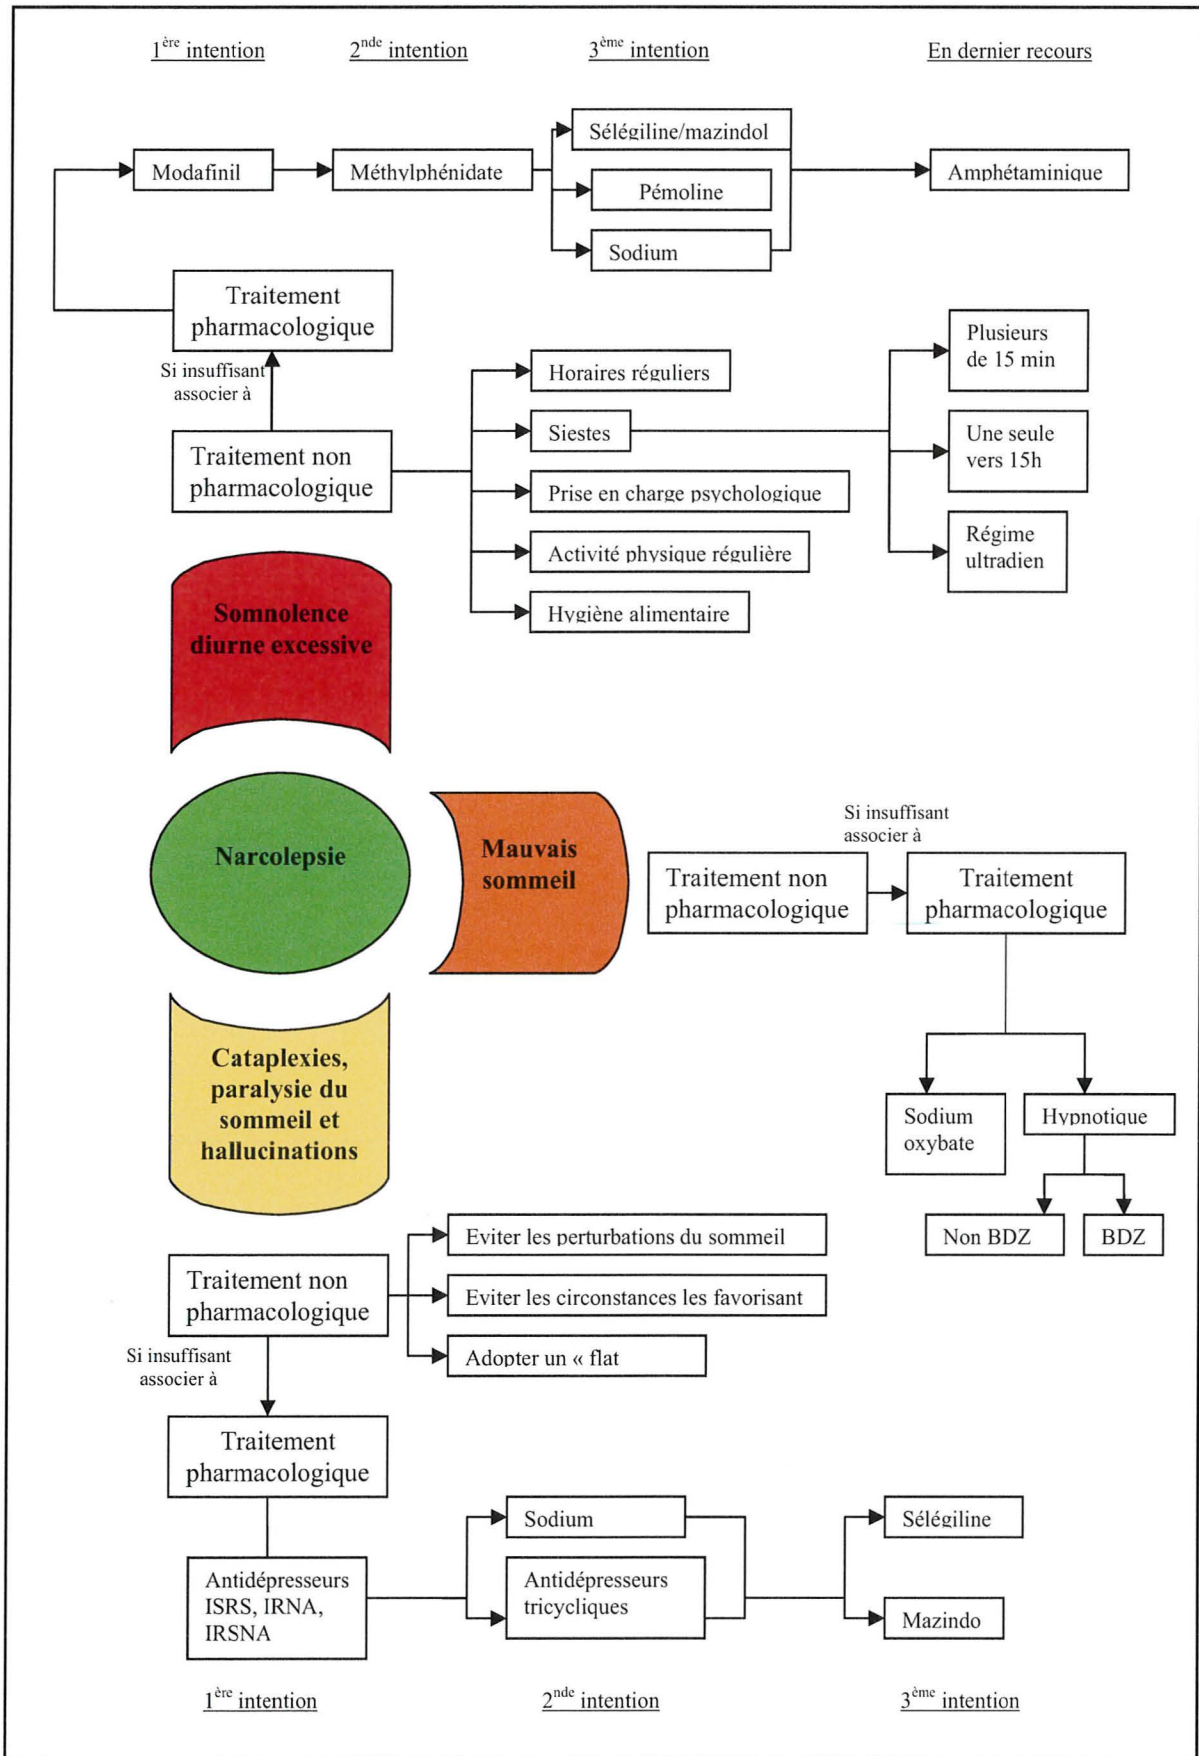 1ère intention
2nde intention
3ème intention
En dernier recours
Sélégiline/mazindol
Modafinil
Méthylphénidate
Pémoline
Amphétaminique
Sodium
Traitement
pharmacologique
Si insuffisant
associer à
Traitement non
pharmacologique
Horaires réguliers
Siestes
Prise en charge psychologique
Activité physique régulière
Hygiène alimentaire
Plusieurs
de 15 min
Une seule
vers 15h
Régime
ultradien
Somnolence
diurne excessive
Narcolepsie
Mauvais
sommeil
Traitement non
pharmacologique
Si insuffisant
associer à
Traitement
pharmacologique
Sodium
oxybate
Hypnotique
Non BDZ
BDZ
Cataplexies,
paralysie du
sommeil et
hallucinations
Traitement non
pharmacologique
Eviter les perturbations du sommeil
Eviter les circonstances les favorisant
Adopter un « flat
Si insuffisant
associer à
Traitement
pharmacologique
Antidépresseurs
ISRS, IRNA,
IRSNA
Sodium
Antidépresseurs
tricycliques
Sélégiline
Mazindo
1ère intention
2nde intention
3ème intention